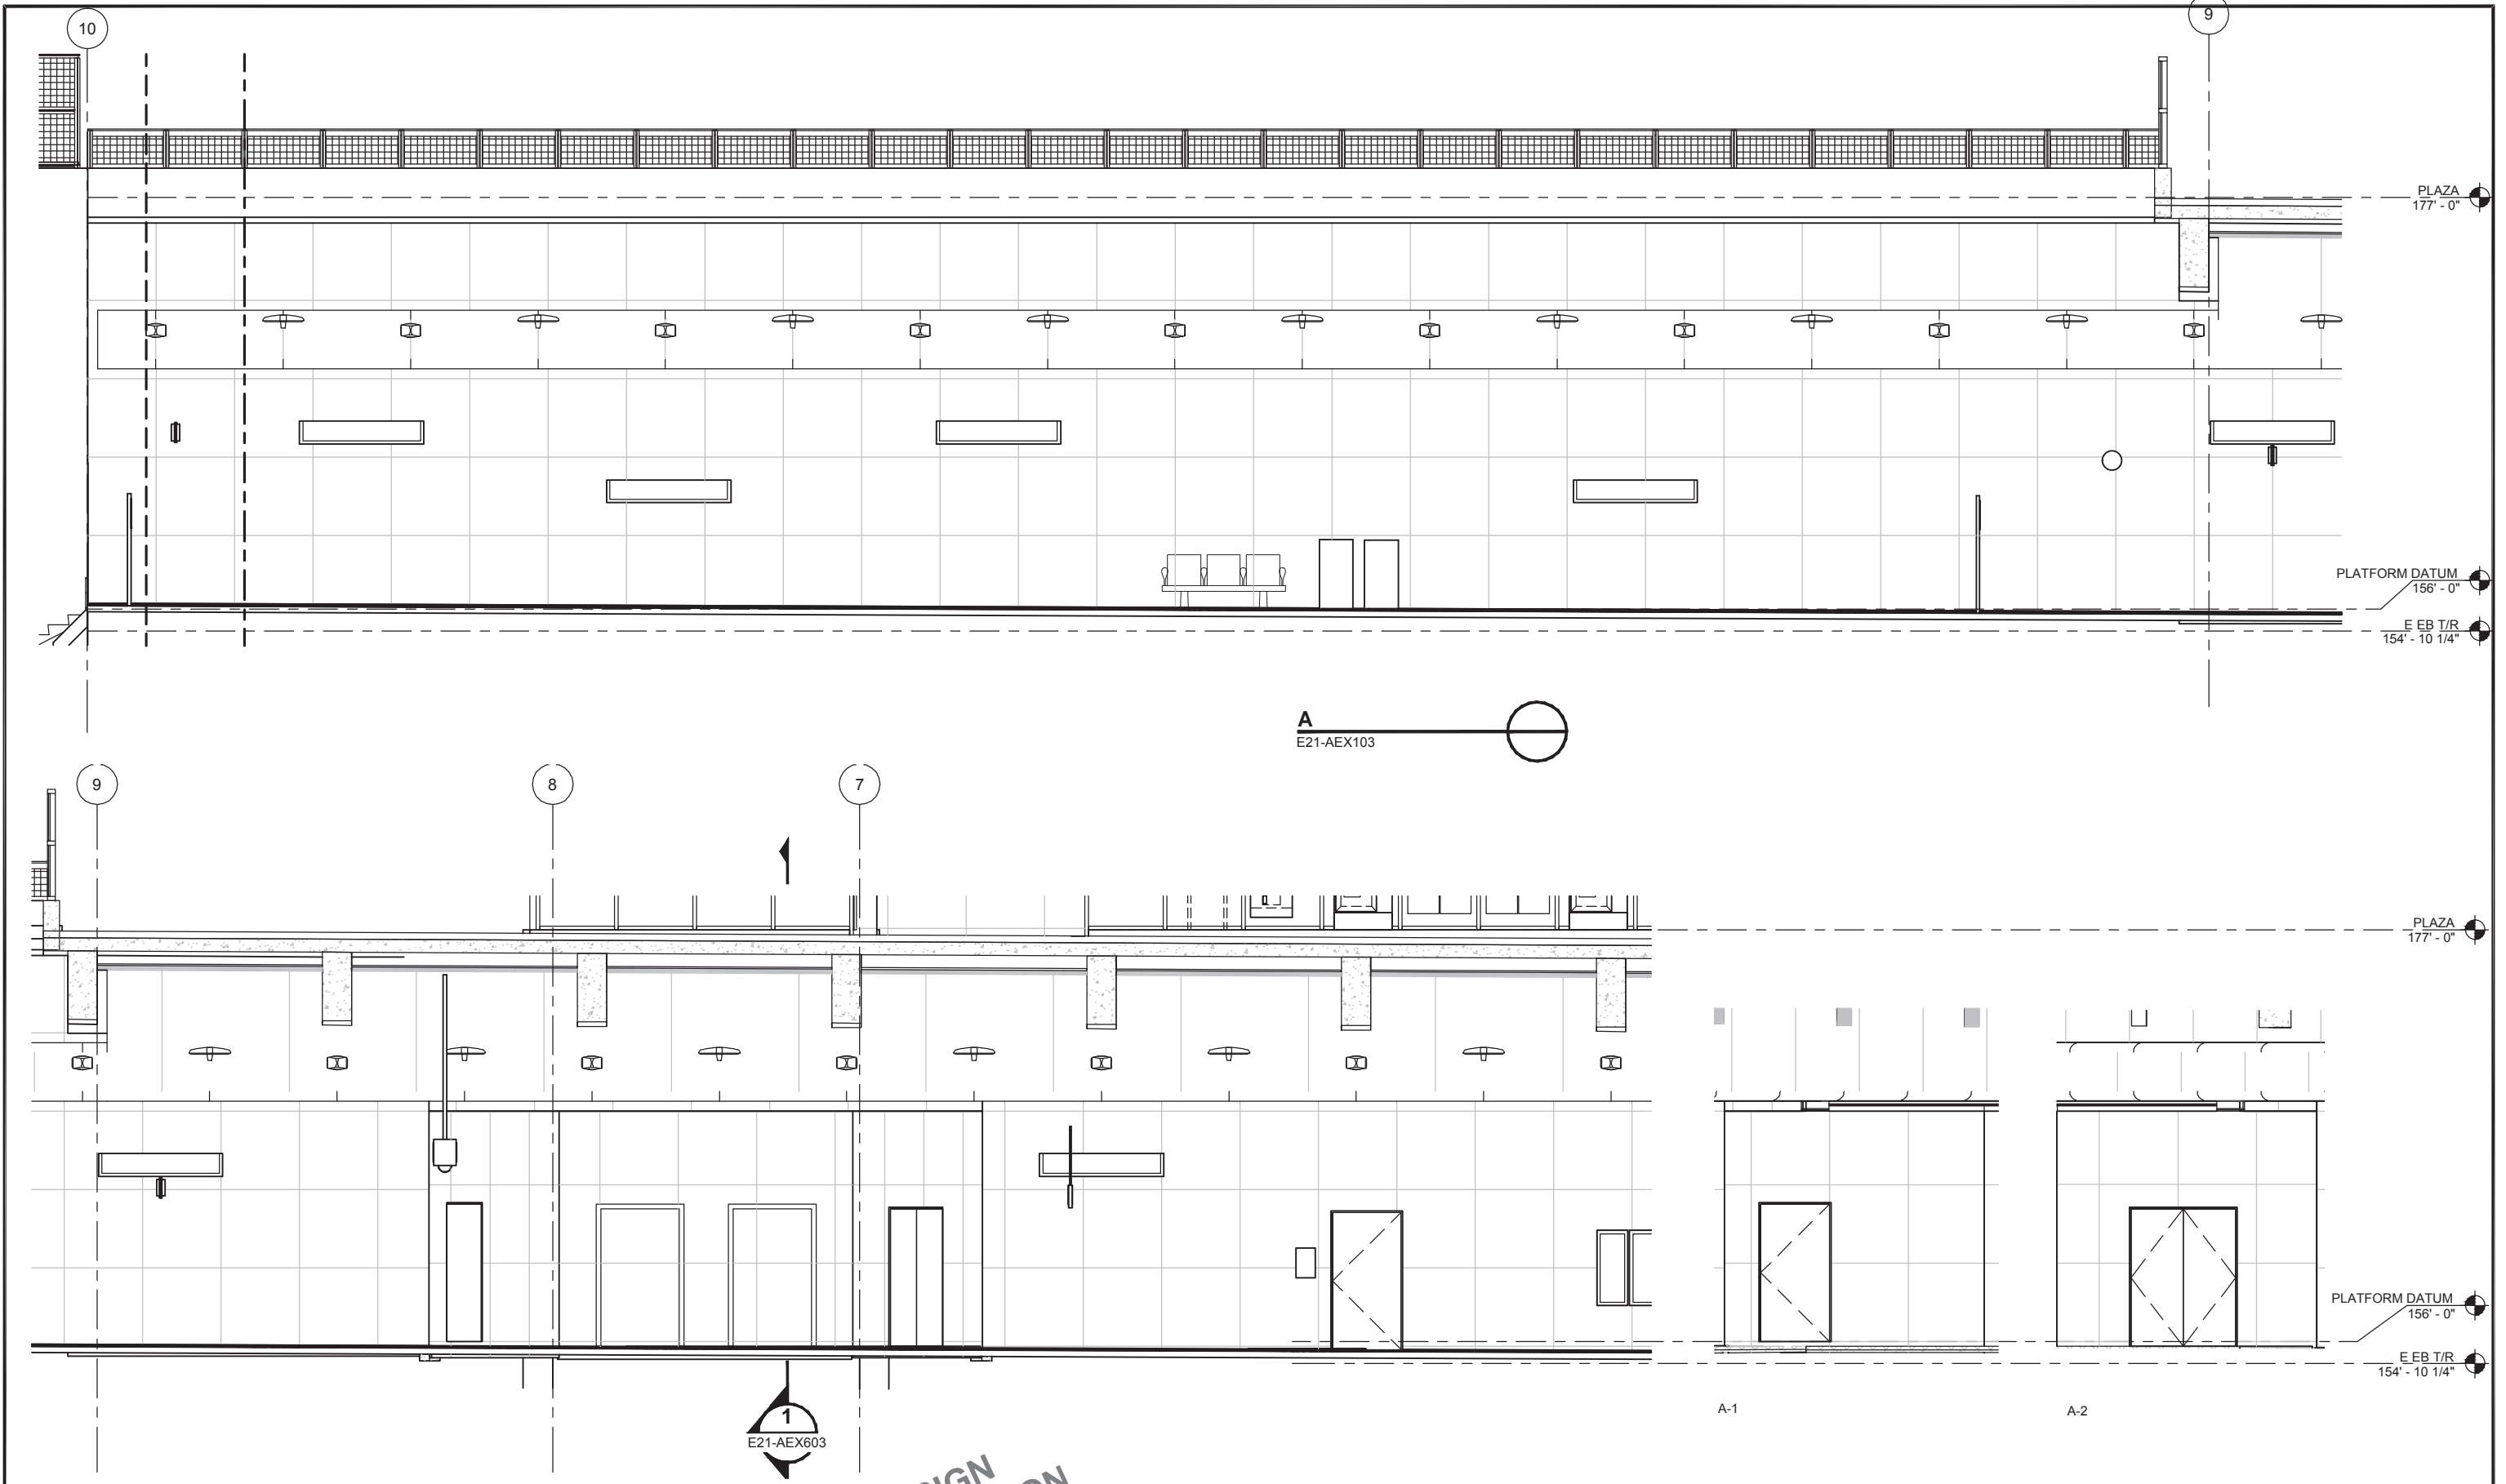 10
9
PLAZA
177' - 0"
PLATFORM DATUM
156' - 0"
E EB T/R
154' - 10 1/4"
A
E21-AEX103
9
8
7
PLAZA
177' - 0"
PLATFORM DATUM
156' - 0"
E EB T/R
154' - 10 1/4"
A-1
A-2
1
E21-AEX603